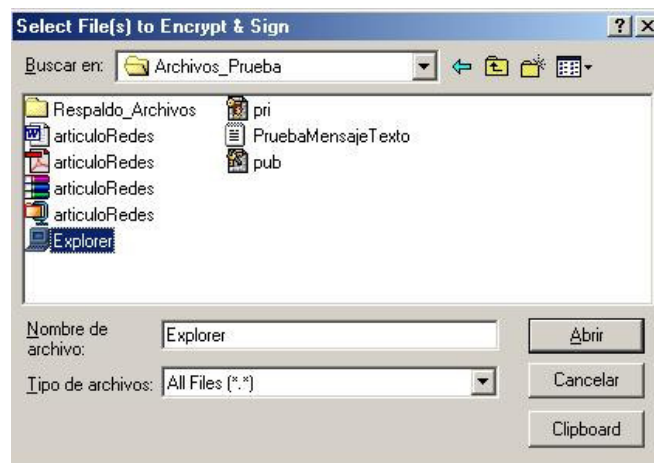 Select File(s) to Encrypt & Sign
Buscar en: Archivos_Prueba
Respaldo_Archivos
articuloRedes
articuloRedes
articuloRedes
articuloRedes
Explorer
pri
PruebaMensajeTexto
pub
Nombre de archivo: Explorer
Abrir
Tipo de archivos: All Files (*.*)
Cancelar
Clipboard